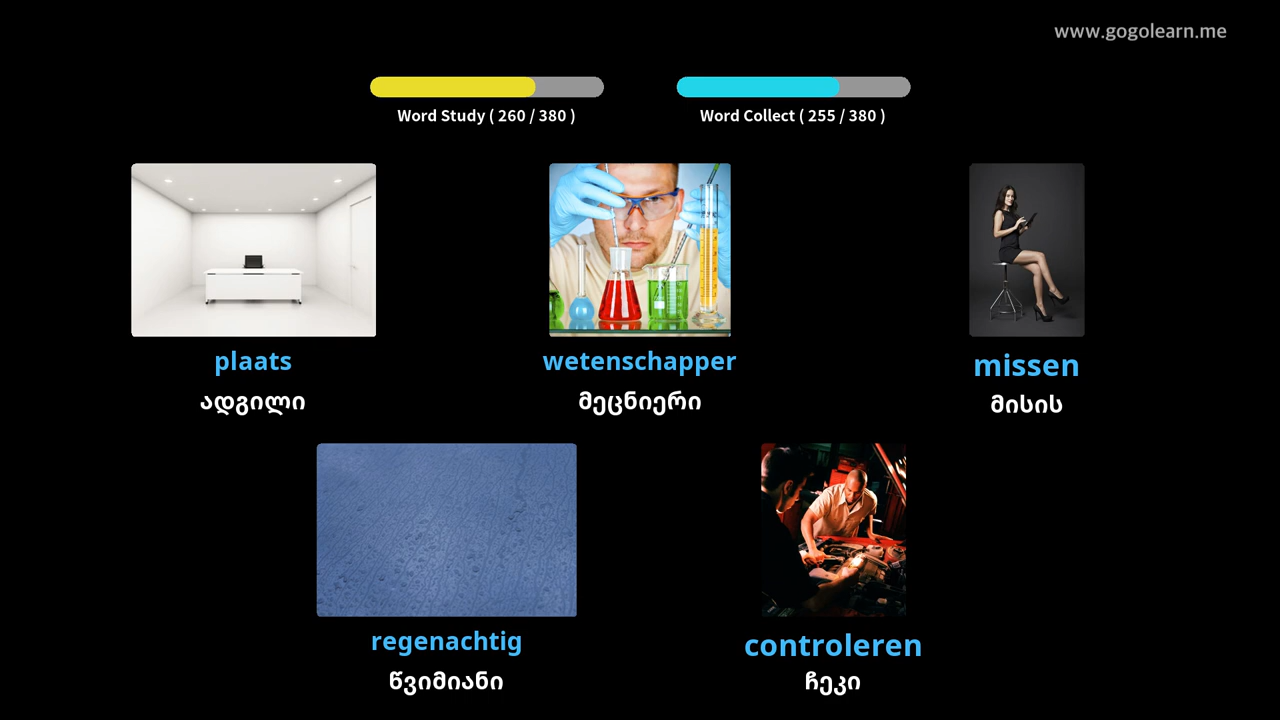 www.gogolearn.me
Word Study ( 260 / 380 )
Word Collect ( 255 / 380 )
plaats
wetenschapper
missen
ადგილი
მეცნიერი
მისის
regenachtig
controleren
წვიმიანი
ჩეკი